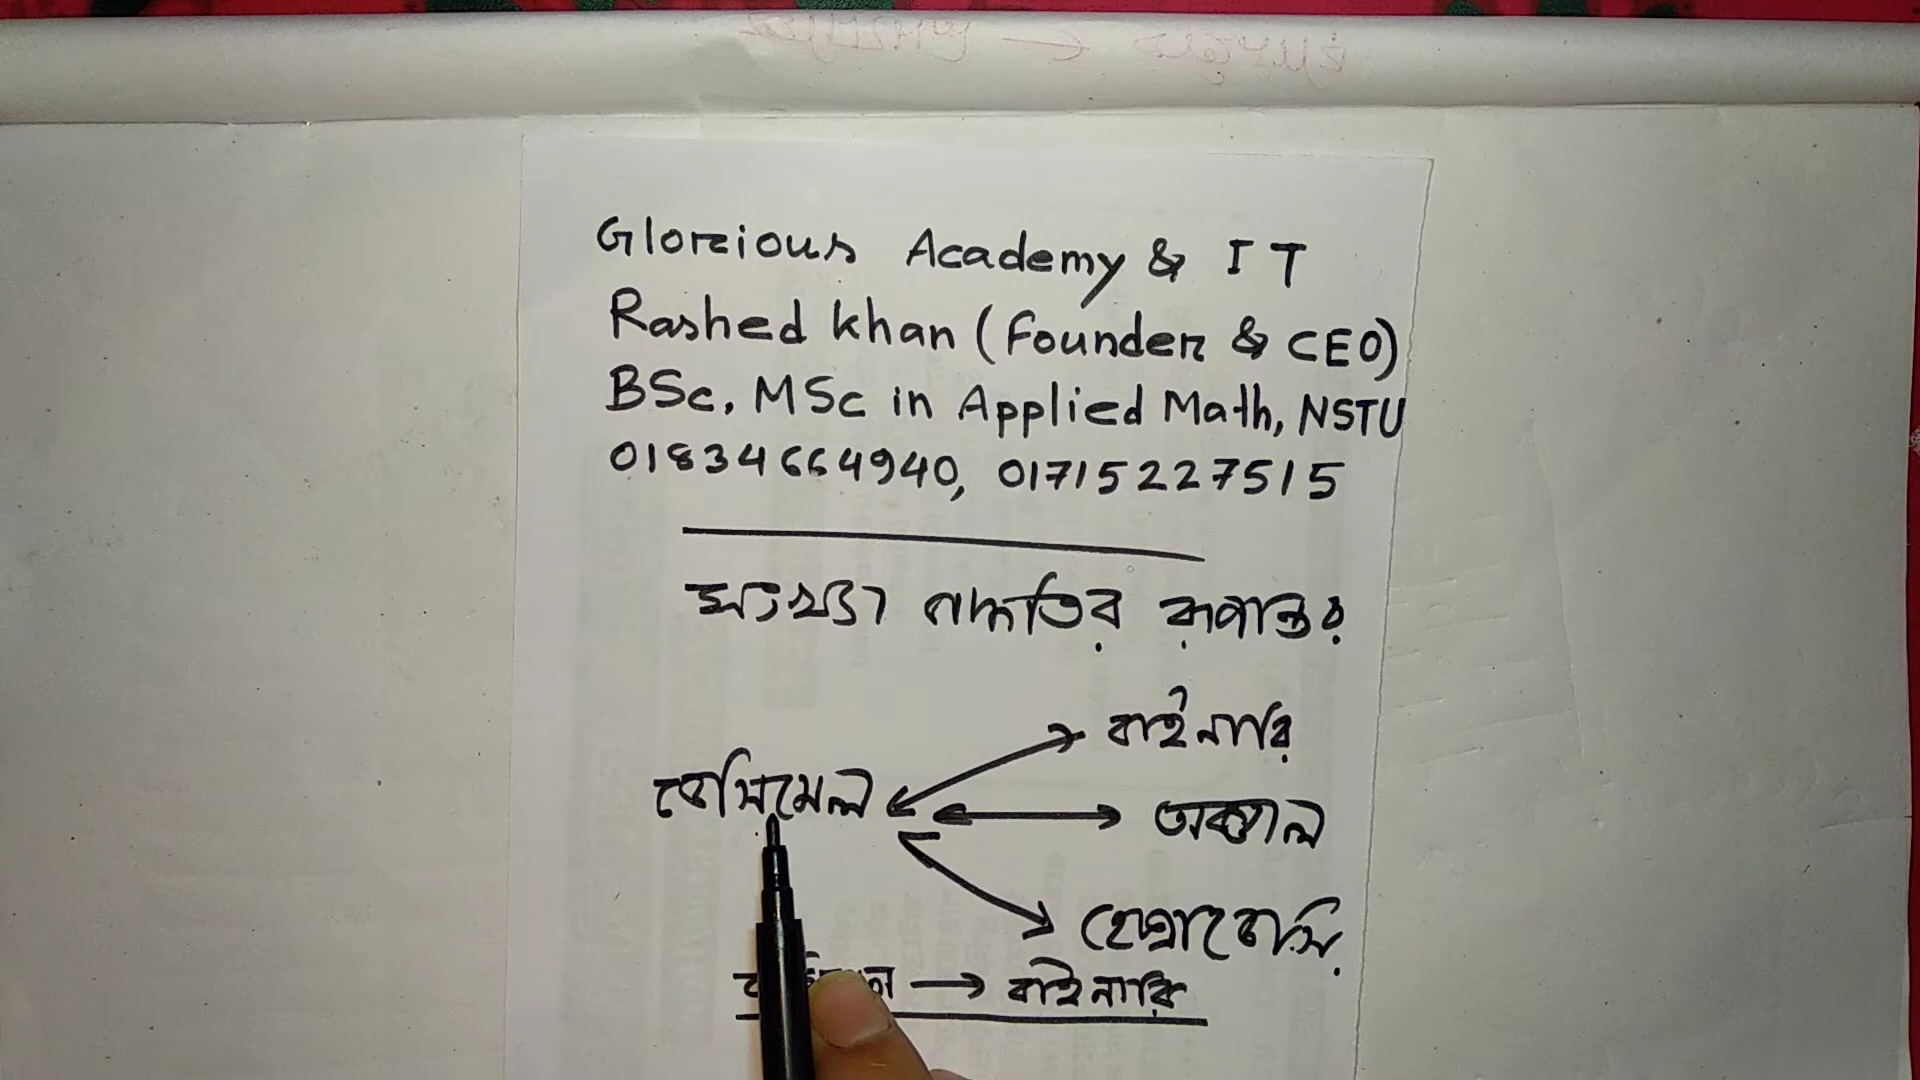 Glorious Academy & IT
Rashed Khan (Founder & CEO)
BSc, MSc in Applied Math, NSTU
01834664940, 01715227515
সংখ্যা পদ্ধতির রূপান্তর
বাইনারি
ডেসিমেল
অক্টাল
হেক্সাডেসি
→ বাইনারি